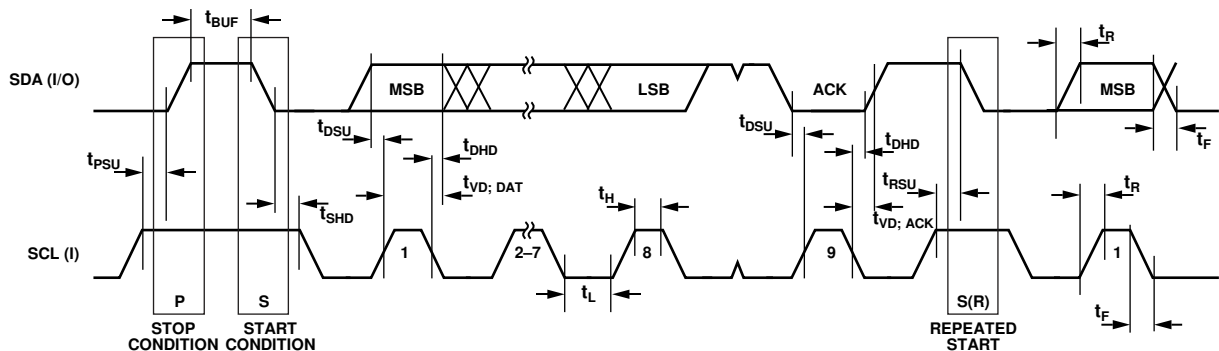 tBUF
tR
SDA (I/O)
MSB
LSB
ACK
MSB
tDSU
tDSU
tDHD
tDHD
tF
tPSU
tVD; DAT
tRSU
tR
tH
tSHD
tVD; ACK
SCL (I)
1
2–7
8
9
1
P
S
tL
S(R)
tF
STOP
CONDITION
START
CONDITION
REPEATED
START